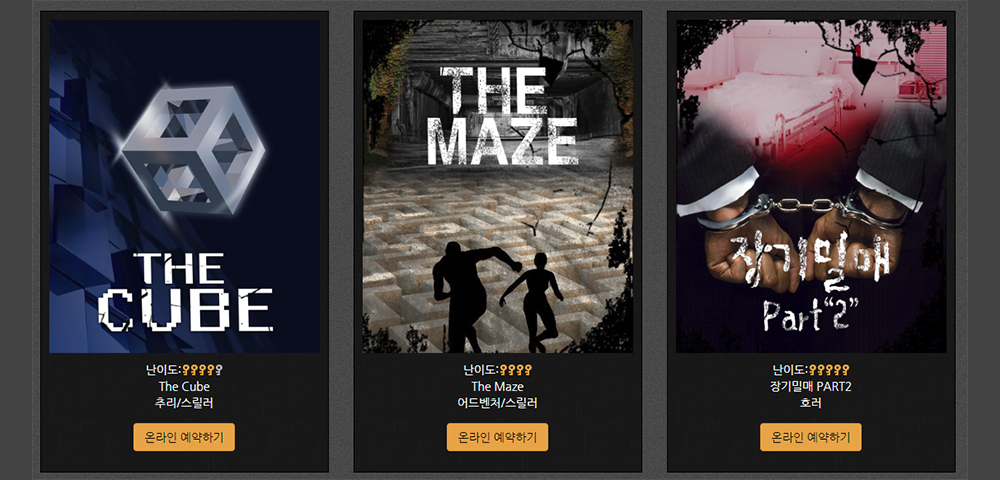 THE
CUBE
난이도:
The Cube
추리/스릴러
온라인 예약하기
THE
MAZE
난이도:
The Maze
어드벤처/스릴러
온라인 예약하기
장기밀매
Part“2”
난이도:
장기밀매 PART2
호러
온라인 예약하기